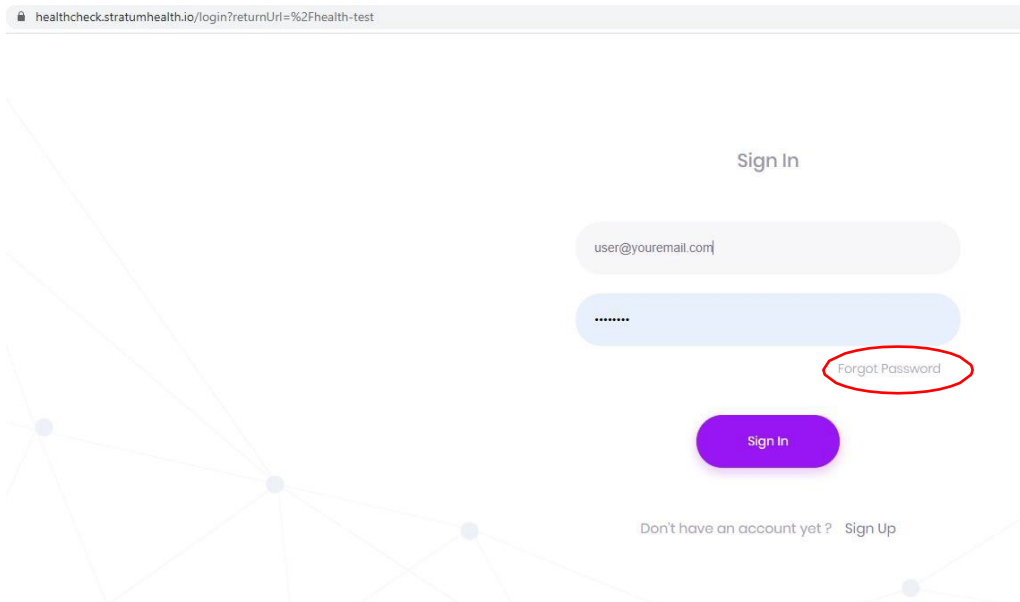 healthcheck.stratumhealth.io/login?returnUrl=%2Fhealth-test
Sign In
user@youremail.com
••••••••
Forgot Password
Sign In
Don't have an account yet ? Sign Up